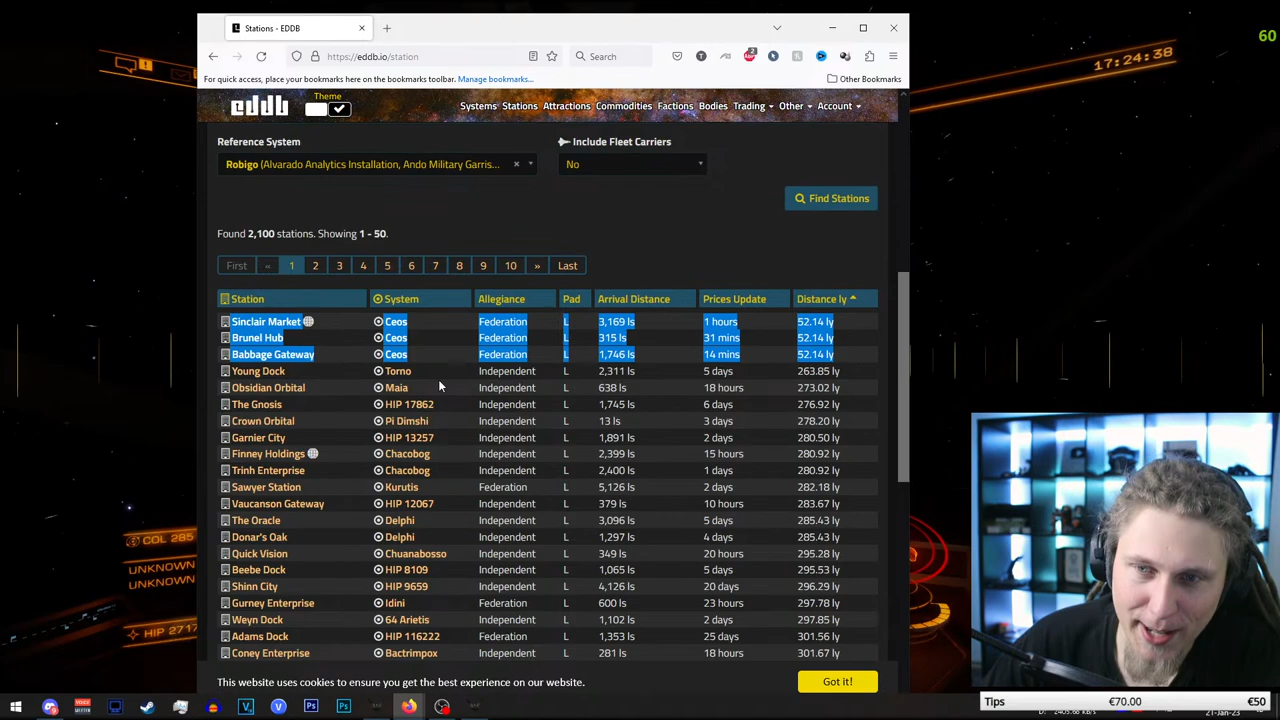 Stations - EDDB
60
17:24:38
https://eddb.io/station
Search
2
For quick access, place your bookmarks here on the bookmarks toolbar. Manage bookmarks...
Other Bookmarks
eddb
Theme
Systems Stations Attractions Commodities Factions Bodies Trading Other Account
Reference System
Include Fleet Carriers
Robigo (Alvarado Analytics Installation, Ando Military Garris...
No
Find Stations
Found 2,100 stations. Showing 1 - 50.
First « 1 2 3 4 5 6 7 8 9 10 » Last
Station System Allegiance Pad Arrival Distance Prices Update Distance ly
Sinclair Market Ceos Federation L 3,169 ls 1 hours 52.14 ly
Brunel Hub Ceos Federation L 315 ls 31 mins 52.14 ly
Babbage Gateway Ceos Federation L 1,746 ls 14 mins 52.14 ly
Young Dock Torno Independent L 2,311 ls 5 days 263.85 ly
Obsidian Orbital Maia Independent L 638 ls 18 hours 273.02 ly
The Gnosis HIP 17862 Independent L 1,745 ls 6 days 276.92 ly
Crown Orbital Pi Dimshi Independent L 13 ls 3 days 278.20 ly
Garnier City HIP 13257 Independent L 1,891 ls 2 days 280.50 ly
Finney Holdings Chacobog Independent L 2,399 ls 15 hours 280.92 ly
Trinh Enterprise Chacobog Independent L 2,400 ls 1 days 280.92 ly
Sawyer Station Kurutis Federation L 5,126 ls 2 days 282.18 ly
Vaucanson Gateway HIP 12067 Independent L 379 ls 10 hours 283.67 ly
The Oracle Delphi Independent L 3,096 ls 5 days 285.43 ly
Donar's Oak Delphi Independent L 1,297 ls 4 days 285.43 ly
Quick Vision Chuanabosso Independent L 349 ls 20 hours 295.28 ly
Beebe Dock HIP 8109 Independent L 1,065 ls 5 days 295.53 ly
Shinn City HIP 9659 Independent L 4,126 ls 20 days 296.29 ly
Gurney Enterprise Idini Federation L 600 ls 23 hours 297.78 ly
Weyn Dock 64 Arietis Independent L 1,102 ls 2 days 297.85 ly
Adams Dock HIP 116222 Federation L 1,353 ls 25 days 301.56 ly
Coney Enterprise Bactrimpox Independent L 281 ls 18 hours 301.67 ly
COL 285
UNKNOWN
UNKNOWN
HIP 2717
This website uses cookies to ensure you get the best experience on our website.
Got it!
Tips €70.00 €50
21-Jan-23